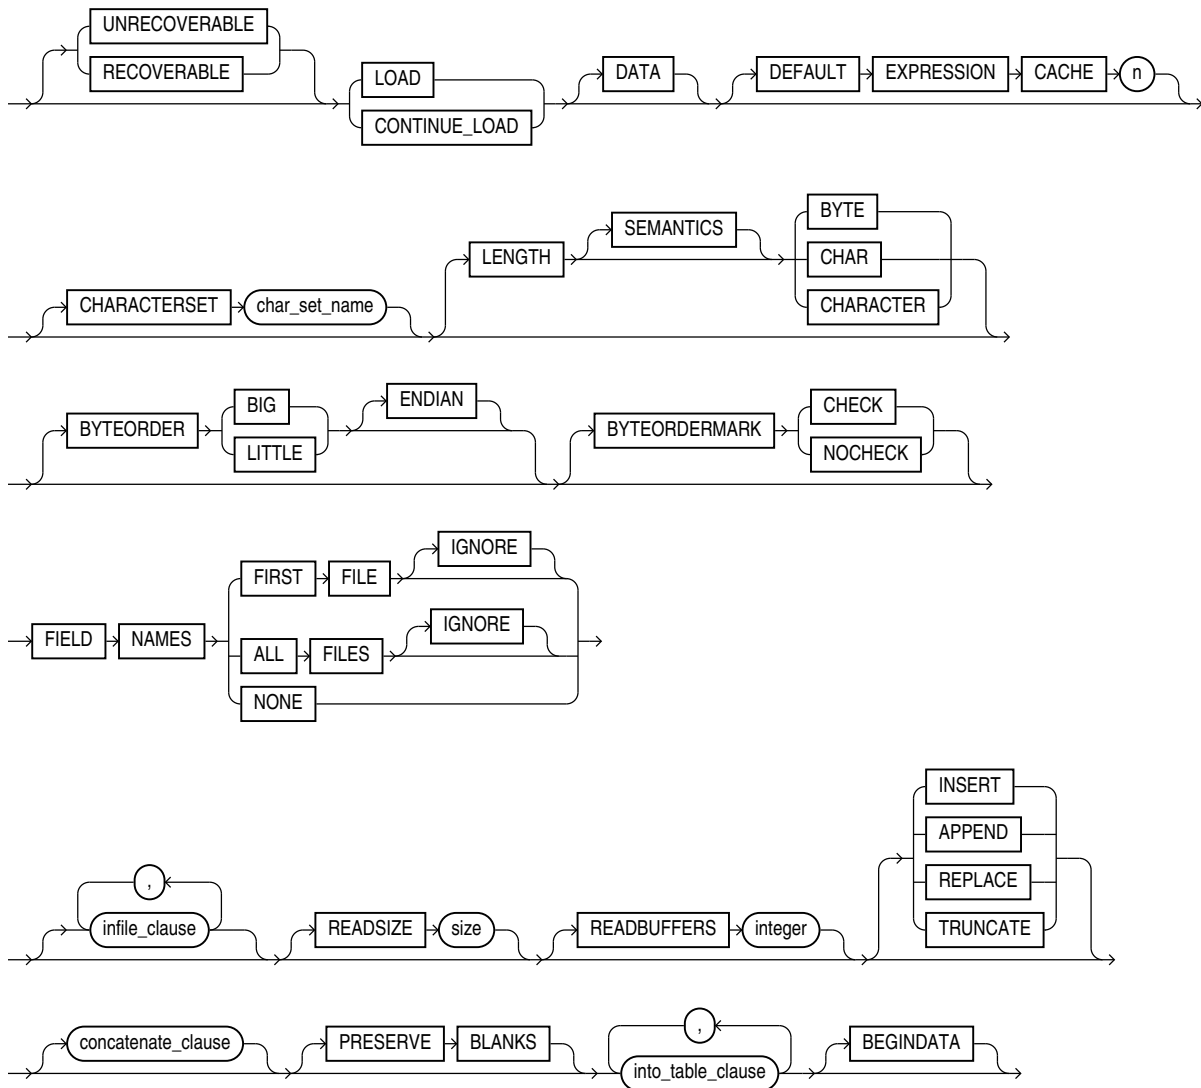 UNRECOVERABLE
RECOVERABLE
LOAD
CONTINUE_LOAD
DATA
DEFAULT EXPRESSION CACHE n
CHARACTERSET char_set_name
LENGTH
SEMANTICS
BYTE
CHAR
CHARACTER
BYTEORDER
BIG
LITTLE
ENDIAN
BYTEORDERMARK
CHECK
NOCHECK
FIELD NAMES
FIRST FILE
IGNORE
ALL FILES
IGNORE
NONE
,
infile_clause
READSIZE size
READBUFFERS integer
INSERT
APPEND
REPLACE
TRUNCATE
concatenate_clause
PRESERVE BLANKS
,
into_table_clause
BEGINDATA